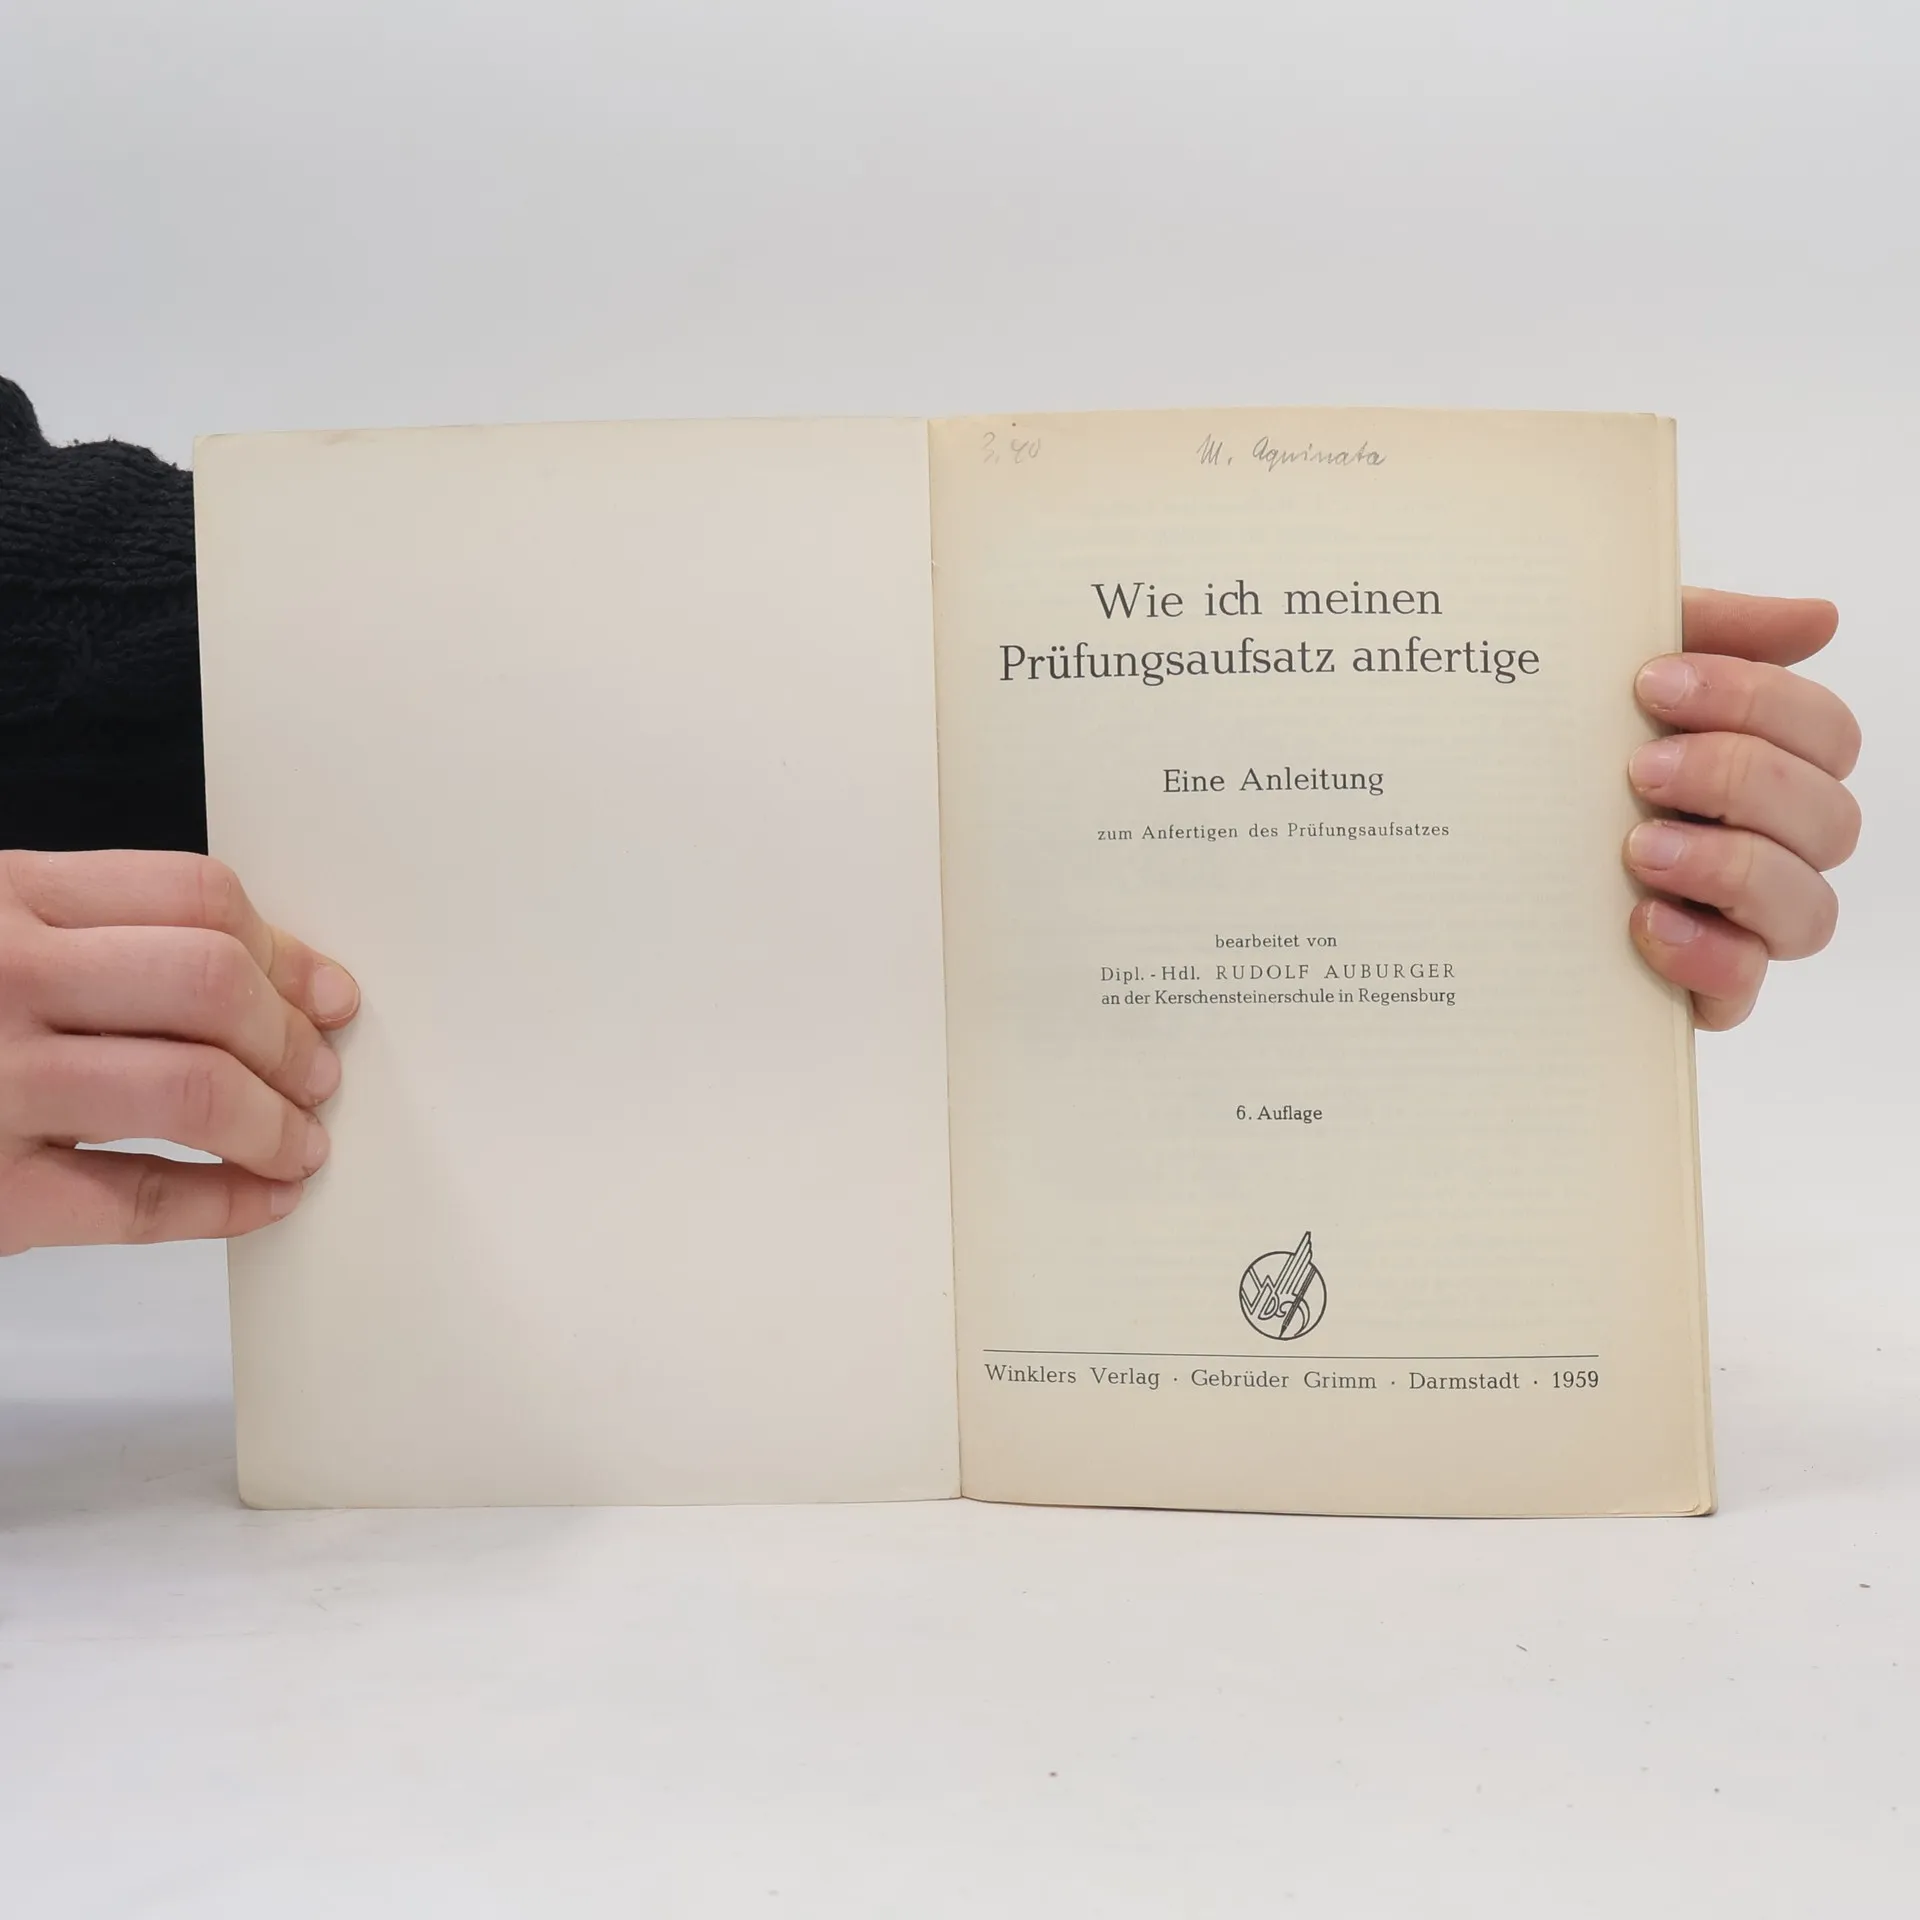 3,40 M. Aquinata
Wie ich meinen
Prüfungsaufsatz anfertige
Eine Anleitung
zum Anfertigen des Prüfungsaufsatzes
bearbeitet von
Dipl.-Hdl. RUDOLF AUBURGER
an der Kerschensteinerschule in Regensburg
6. Auflage
Winklers Verlag · Gebrüder Grimm · Darmstadt · 1959